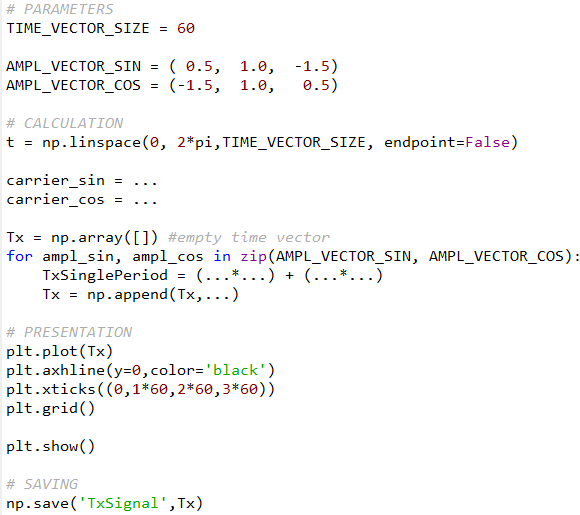 # PARAMETERS
TIME_VECTOR_SIZE = 60
AMPL_VECTOR_SIN = ( 0.5,  1.0,  -1.5)
AMPL_VECTOR_COS = (-1.5,  1.0,   0.5)
# CALCULATION
t = np.linspace(0, 2*pi,TIME_VECTOR_SIZE, endpoint=False)
carrier_sin = ...
carrier_cos = ...
Tx = np.array([]) #empty time vector
for ampl_sin, ampl_cos in zip(AMPL_VECTOR_SIN, AMPL_VECTOR_COS):
    TxSinglePeriod = (...*...) + (...*...)
    Tx = np.append(Tx,...)
# PRESENTATION
plt.plot(Tx)
plt.axhline(y=0,color='black')
plt.xticks((0,1*60,2*60,3*60))
plt.grid()
plt.show()
# SAVING
np.save('TxSignal',Tx)